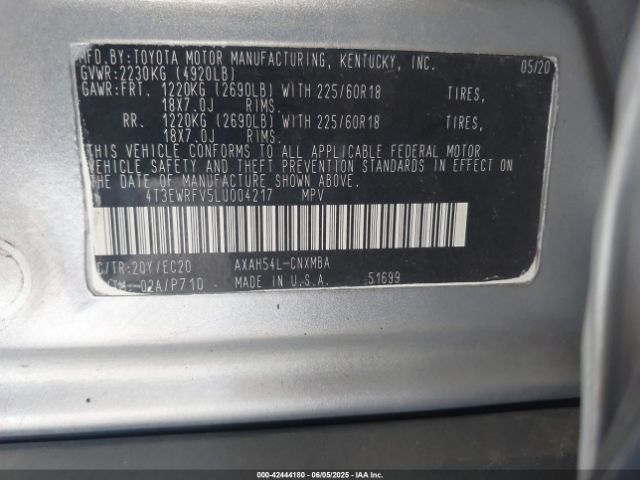 MFD.BY:TOYOTA MOTOR MANUFACTURING, KENTUCKY, INC. 05/20
GVWR:2230KG (4920LB)
GAWR:FRT. 1220KG (2690LB) WITH 225/60R18 TIRES,
18X7.0J RIMS.
RR. 1220KG (2690LB) WITH 225/60R18 TIRES,
18X7.0J RIMS.
THIS VEHICLE CONFORMS TO ALL APPLICABLE FEDERAL MOTOR
VEHICLE SAFETY AND THEFT PREVENTION STANDARDS IN EFFECT ON
THE DATE OF MANUFACTURE SHOWN ABOVE.
4T3EWRFV5LU004217 MPV
C/TR:2QY/EC20 AXAH54L-CNXMBA
02A/P710 MADE IN U.S.A. 51699
000-42444180 | 06/05/2025 | IAAI.com